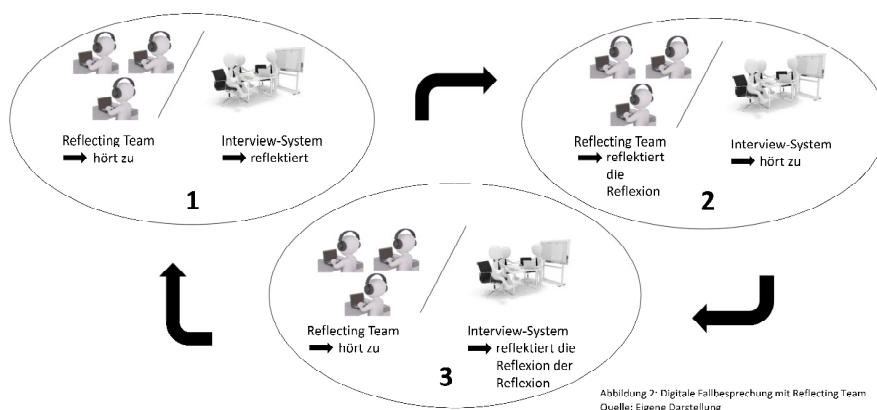 Reflecting Team
→ hört zu
Interview-System
→ reflektiert
1
Reflecting Team
→ reflektiert
die
Reflexion
Interview-System
→ hört zu
2
Reflecting Team
→ hört zu
Interview-System
→ reflektiert die
Reflexion der
Reflexion
3
Abbildung 2: Digitale Fallbesprechung mit Reflecting Team
Quelle: Eigene Darstellung